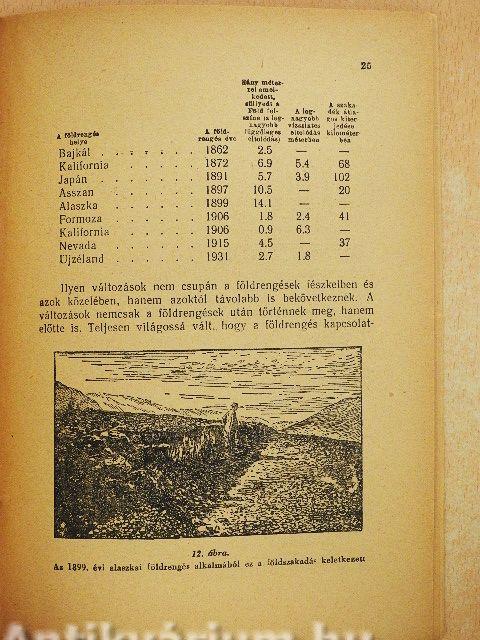 25
Hány méter-
rel emel-
kedett,
süllyedt a
Föld fel-
színe (a leg-
nagyobb
függőleges
eltolódás)
A leg-
nagyobb
vízszintes
eltolódás
méterben
A szaka-
dék átla-
gos kiter-
jedése
kilométer-
ben
A földrengés
helye
A föld-
rengés éve
Bajkál . . . . . . . 1862 2.5 — —
Kalifornia . . . . . . 1872 6.9 5.4 68
Japán . . . . . . . 1891 5.7 3.9 102
Asszan . . . . . . . 1897 10.5 — 20
Alaszka . . . . . . . 1899 14.1 — —
Formoza . . . . . . 1906 1.8 2.4 41
Kalifornia . . . . . . 1906 0.9 6.3 —
Nevada . . . . . . . 1915 4.5 — 37
Újzéland . . . . . . 1931 2.7 1.8 —
Ilyen változások nem csupán a földrengések fészkeiben és
azok közelében, hanem azoktól távolabb is bekövetkeznek. A
változások nemcsak a földrengések után történnek meg, hanem
előtte is. Teljesen világossá vált, hogy a földrengés kapcsolat-
12. ábra.
Az 1899. évi alaszkai földrengés alkalmából ez a földszakadás keletkezett
Antikvárium.hu